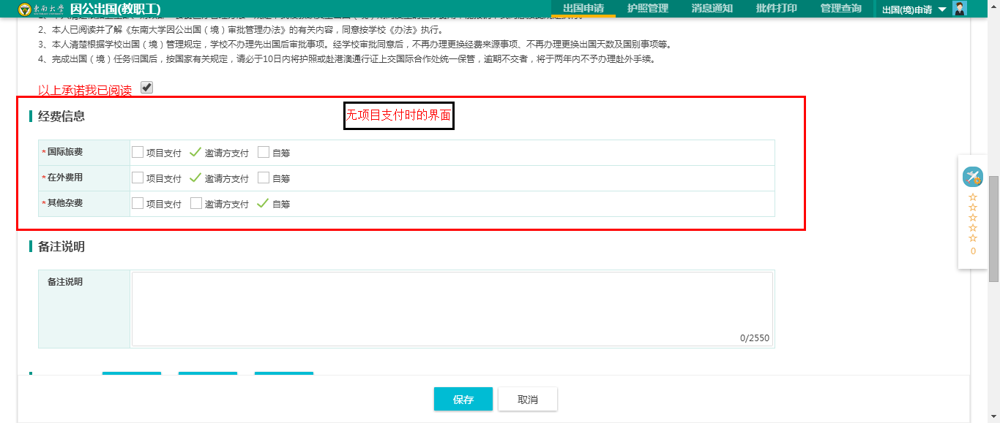 东南大学 因公出国(教职工) 出国申请 护照管理 消息通知 批件打印 管理查询 出国(境)申请
2、本人已阅读并了解《东南大学因公出国（境）审批管理办法》的有关内容，同意按学校《办法》执行。
3、本人清楚根据学校出国（境）管理规定，学校不办理先出国后审批事项。经学校审批同意后，不再办理更换经费来源事项、不再办理更换出国天数及国别事项等。
4、完成出国（境）任务归国后，按国家有关规定，请必于10日内将护照或赴港澳通行证上交国际合作处统一保管，逾期不交者，将于两年内不予办理赴外手续。
以上承诺我已阅读
经费信息
无项目支付时的界面
*国际旅费 项目支付 邀请方支付 自筹
*在外费用 项目支付 邀请方支付 自筹
*其他杂费 项目支付 邀请方支付 自筹
0
备注说明
备注说明
0/2550
保存 取消